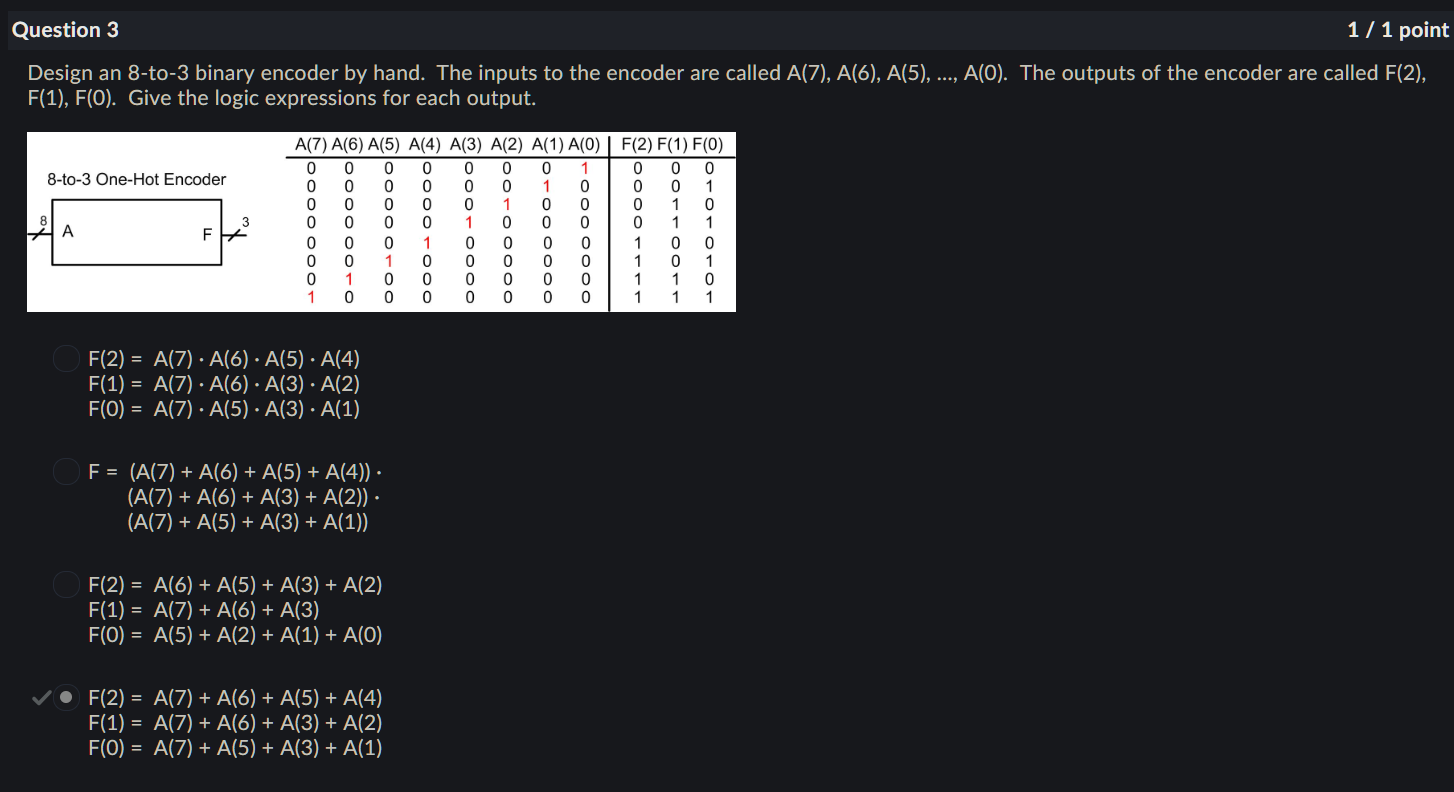 Question 3
1 / 1 point
Design an 8-to-3 binary encoder by hand. The inputs to the encoder are called A(7), A(6), A(5), ..., A(0). The outputs of the encoder are called F(2),
F(1), F(0). Give the logic expressions for each output.
8-to-3 One-Hot Encoder
8
A
F
3
A(7) A(6) A(5) A(4) A(3) A(2) A(1) A(0) F(2) F(1) F(0)
0 0 0 0 0 0 0 1 0 0 0
0 0 0 0 0 0 1 0 0 0 1
0 0 0 0 0 1 0 0 0 1 0
0 0 0 0 1 0 0 0 0 1 1
0 0 0 1 0 0 0 0 1 0 0
0 0 1 0 0 0 0 0 1 0 1
0 1 0 0 0 0 0 0 1 1 0
1 0 0 0 0 0 0 0 1 1 1
F(2) = A(7) · A(6) · A(5) · A(4)
F(1) = A(7) · A(6) · A(3) · A(2)
F(0) = A(7) · A(5) · A(3) · A(1)
F = (A(7) + A(6) + A(5) + A(4)) ·
(A(7) + A(6) + A(3) + A(2)) ·
(A(7) + A(5) + A(3) + A(1))
F(2) = A(6) + A(5) + A(3) + A(2)
F(1) = A(7) + A(6) + A(3)
F(0) = A(5) + A(2) + A(1) + A(0)
F(2) = A(7) + A(6) + A(5) + A(4)
F(1) = A(7) + A(6) + A(3) + A(2)
F(0) = A(7) + A(5) + A(3) + A(1)